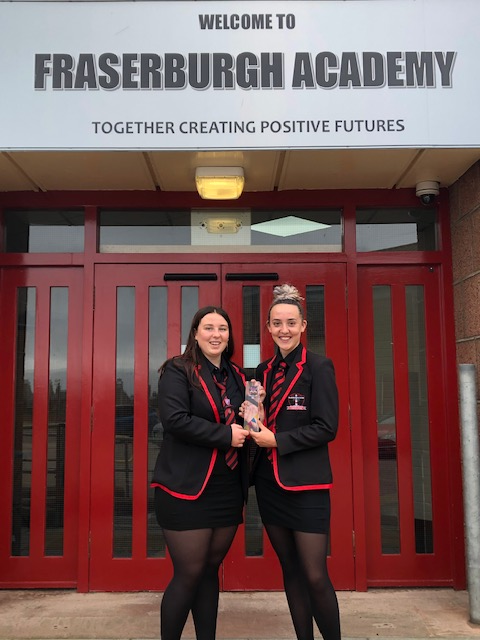 WELCOME TO
FRASERBURGH ACADEMY
TOGETHER CREATING POSITIVE FUTURES